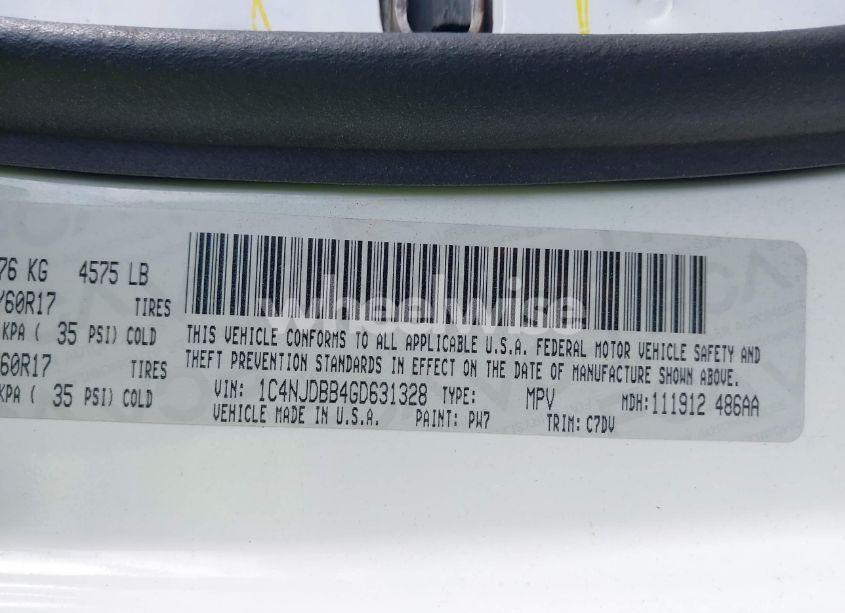 76 KG 4575 LB
/60R17 TIRES
KPA ( 35 PSI) COLD
60R17 TIRES
KPA ( 35 PSI) COLD
wheelwise
THIS VEHICLE CONFORMS TO ALL APPLICABLE U.S.A. FEDERAL MOTOR VEHICLE SAFETY AND
THEFT PREVENTION STANDARDS IN EFFECT ON THE DATE OF MANUFACTURE SHOWN ABOVE.
VIN: 1C4NJDBB4GD631328 TYPE: MPV MDH:111912 486AA
VEHICLE MADE IN U.S.A. PAINT: PW7 TRIM: C7DV